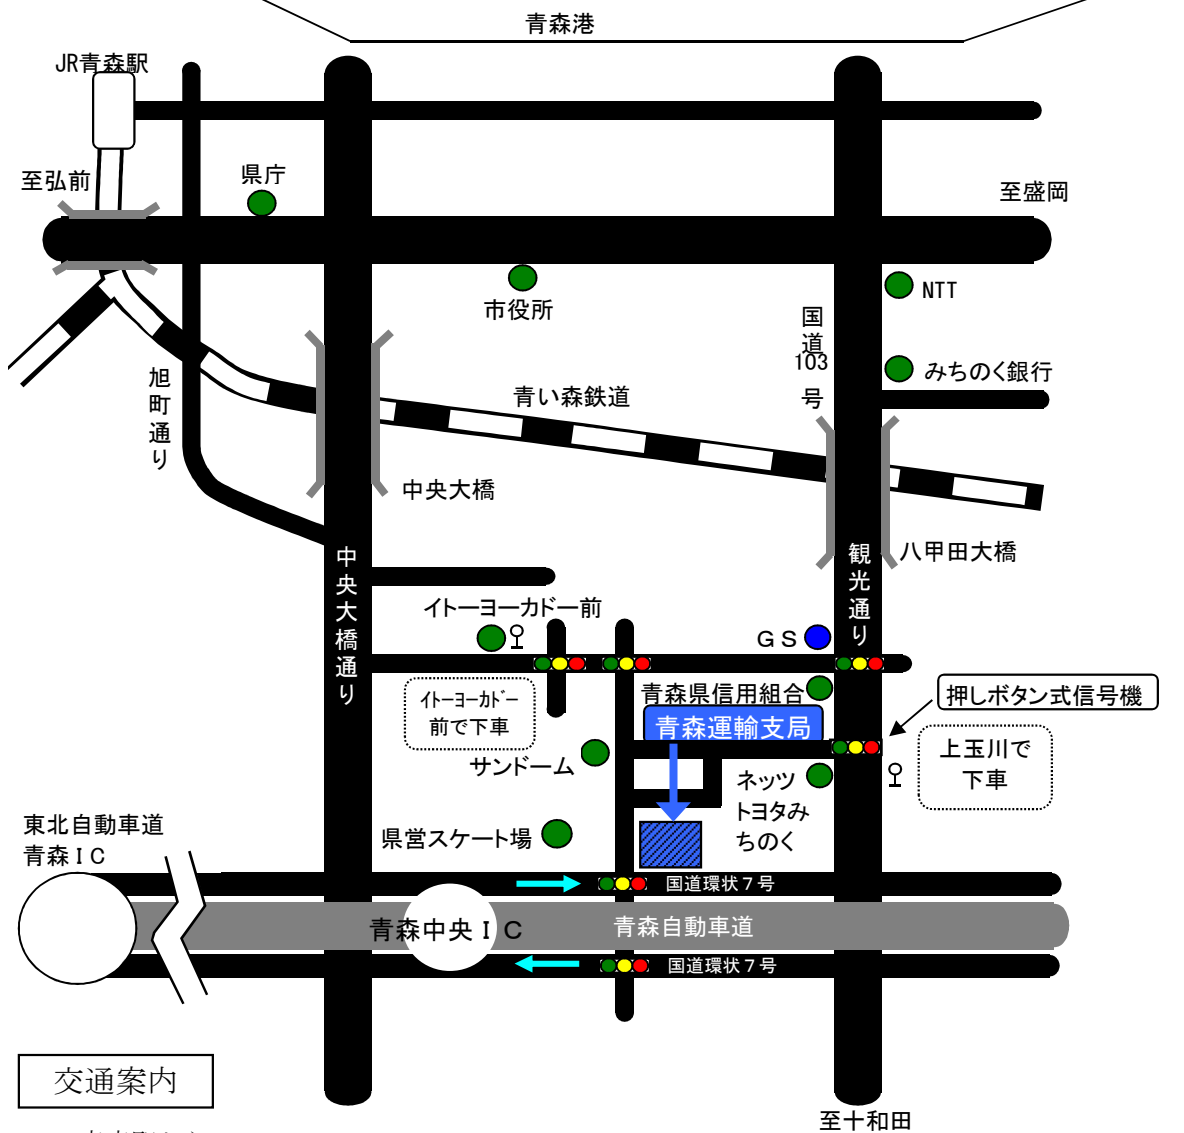 青森港
JR青森駅
県庁
至弘前
至盛岡
市役所
NTT
国道
103
号
みちのく銀行
旭町通り
青い森鉄道
中央大橋
八甲田大橋
中央大橋通り
観光通り
イトーヨーカドー前
GS
ｲﾄｰﾖｰｶﾄﾞｰ
前で下車
青森県信用組合
青森運輸支局
押しボタン式信号機
上玉川で
下車
サンドーム
ネッツ
トヨタみ
ちのく
県営スケート場
東北自動車道
青森IC
国道環状7号
青森中央IC
青森自動車道
国道環状7号
交通案内
至十和田